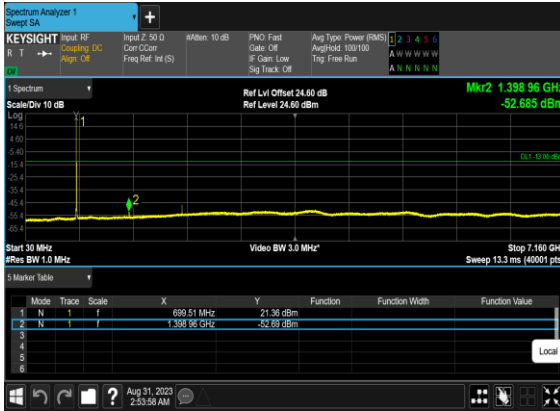 Spectrum Analyzer 1
Swept SA
+
KEYSIGHT
R T
LXI
Input: RF
Coupling: DC
Align: Off
Input Z: 50 Ω
Corr CCorr
Freq Ref: Int (S)
#Atten: 10 dB
PNO: Fast
Gate: Off
IF Gain: Low
Sig Track: Off
Avg Type: Power (RMS)
Avg|Hold: 100/100
Trig: Free Run
1 2 3 4 5 6
A W W W W W
A N N N N N
1 Spectrum
Scale/Div 10 dB
Log
Ref Lvl Offset 24.60 dB
Ref Level 24.60 dBm
Mkr2 1.398 96 GHz
-52.685 dBm
14.6
4.60
-5.40
-15.4
-25.4
-35.4
-45.4
-55.4
-65.4
1
2
DL1 -13.00 dBm
Start 30 MHz
#Res BW 1.0 MHz
Video BW 3.0 MHz*
Stop 7.160 GHz
Sweep 13.3 ms (40001 pts)
5 Marker Table
Mode Trace Scale X Y Function Function Width Function Value
1 N 1 f 699.51 MHz 21.36 dBm
2 N 1 f 1.398 96 GHz -52.69 dBm
3
4
5
6
Local
?
Aug 31, 2023
2:53:58 AM